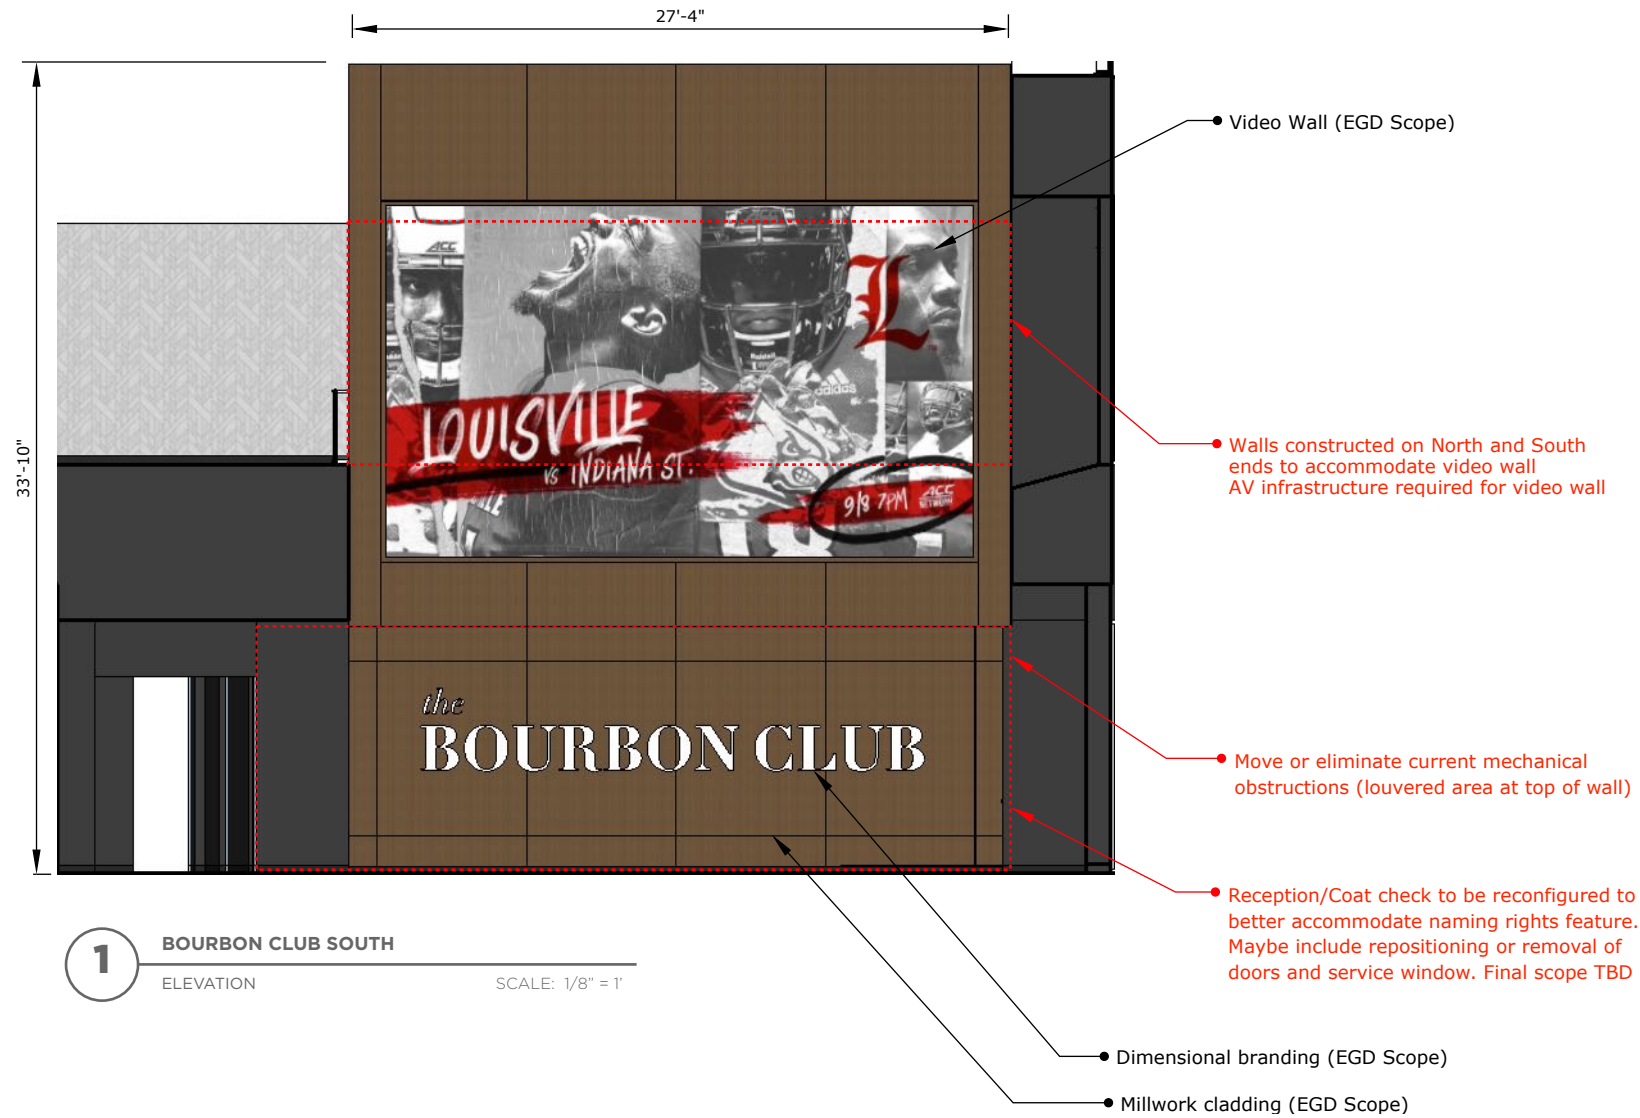 27'-4"
33'-10"
Video Wall (EGD Scope)
ACC
L
Riddell
adidas
LOUISVILLE
VS INDIANA ST.
9/8 7PM
ACC
NETWORK
Walls constructed on North and South
ends to accommodate video wall
AV infrastructure required for video wall
the
BOURBON CLUB
Move or eliminate current mechanical
obstructions (louvered area at top of wall)
Reception/Coat check to be reconfigured to
better accommodate naming rights feature.
Maybe include repositioning or removal of
doors and service window. Final scope TBD
1
BOURBON CLUB SOUTH
ELEVATION
SCALE: 1/8" = 1'
Dimensional branding (EGD Scope)
Millwork cladding (EGD Scope)